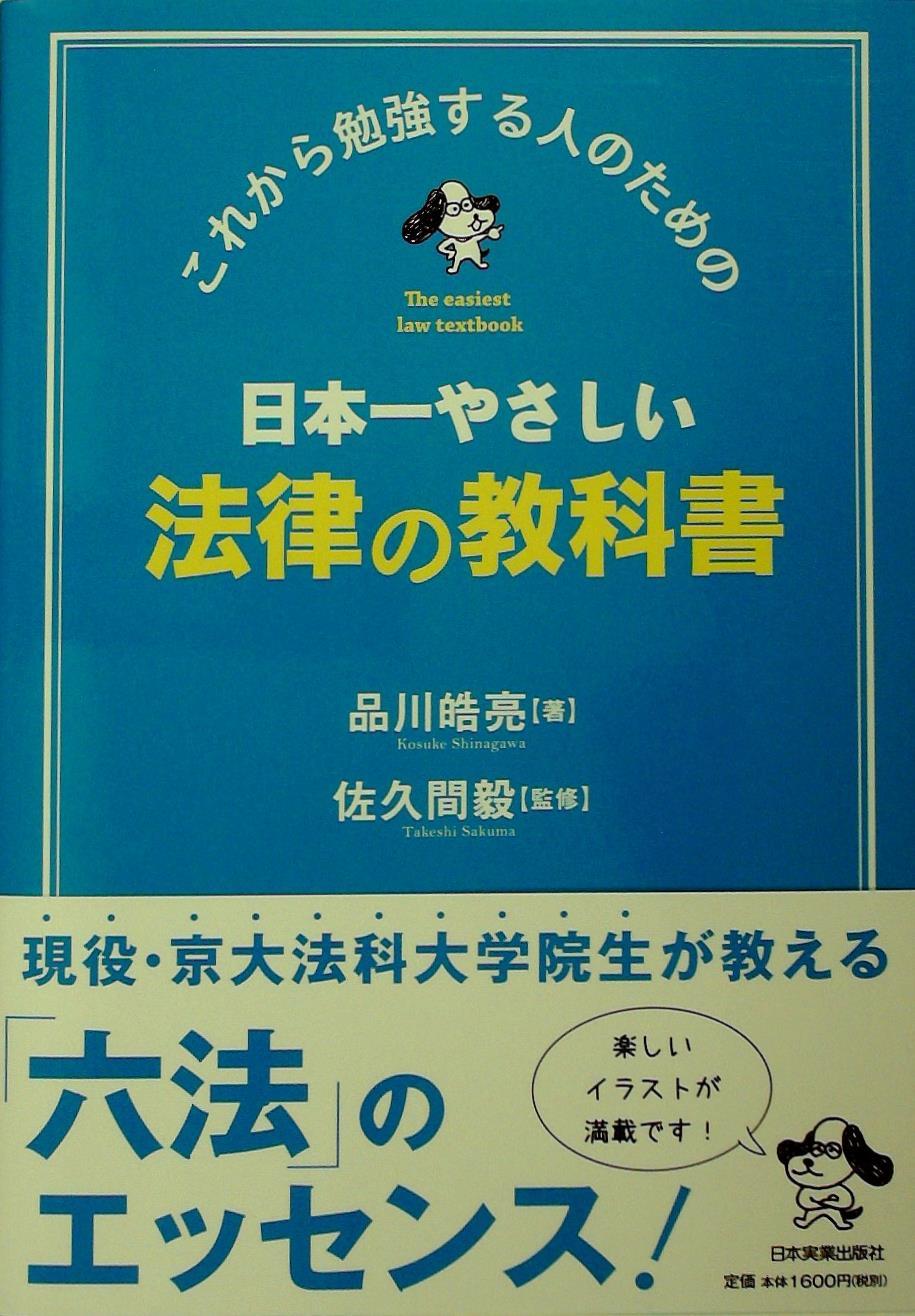 これから勉強する人のための
The easiest
law textbook
日本一やさしい
法律の教科書
品川皓亮【著】
Kosuke Shinagawa
佐久間毅【監修】
Takeshi Sakuma
現役・京大法科大学院生が教える
「六法」の
エッセンス!
楽しい
イラストが
満載です!
日本実業出版社
定価 本体1600円(税別)